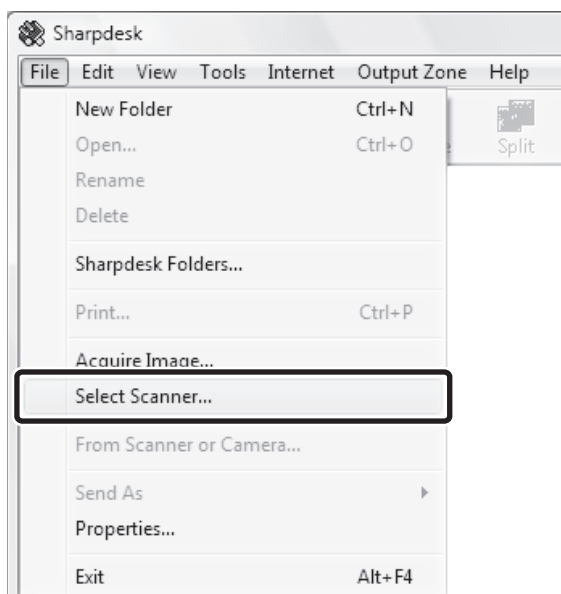 Sharpdesk
File Edit View Tools Internet Output Zone Help
New Folder Ctrl+N
Open... Ctrl+O
Split
Rename
Delete
Sharpdesk Folders...
Print... Ctrl+P
Acquire Image...
Select Scanner...
From Scanner or Camera...
Send As
Properties...
Exit Alt+F4